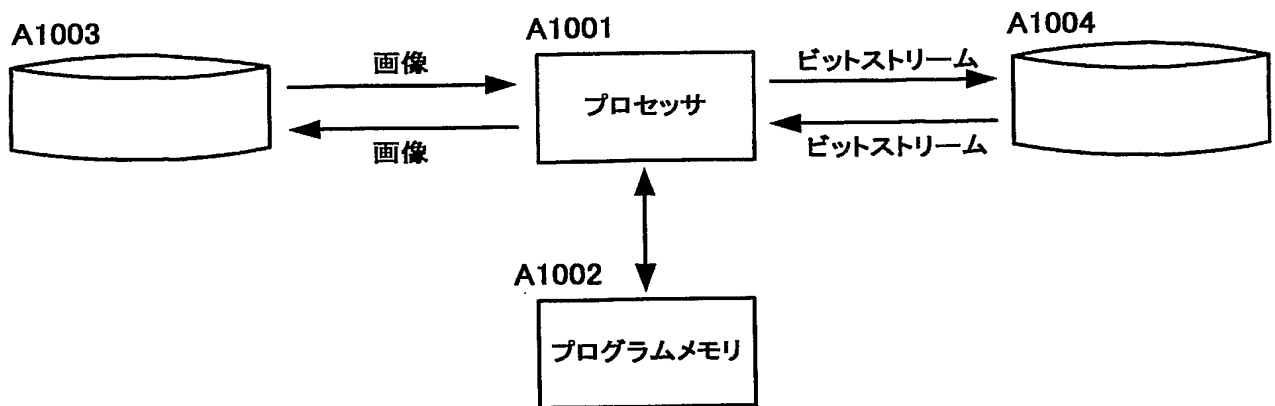 A1003
A1001
A1004
画像
ビットストリーム
プロセッサ
画像
ビットストリーム
A1002
プログラムメモリ